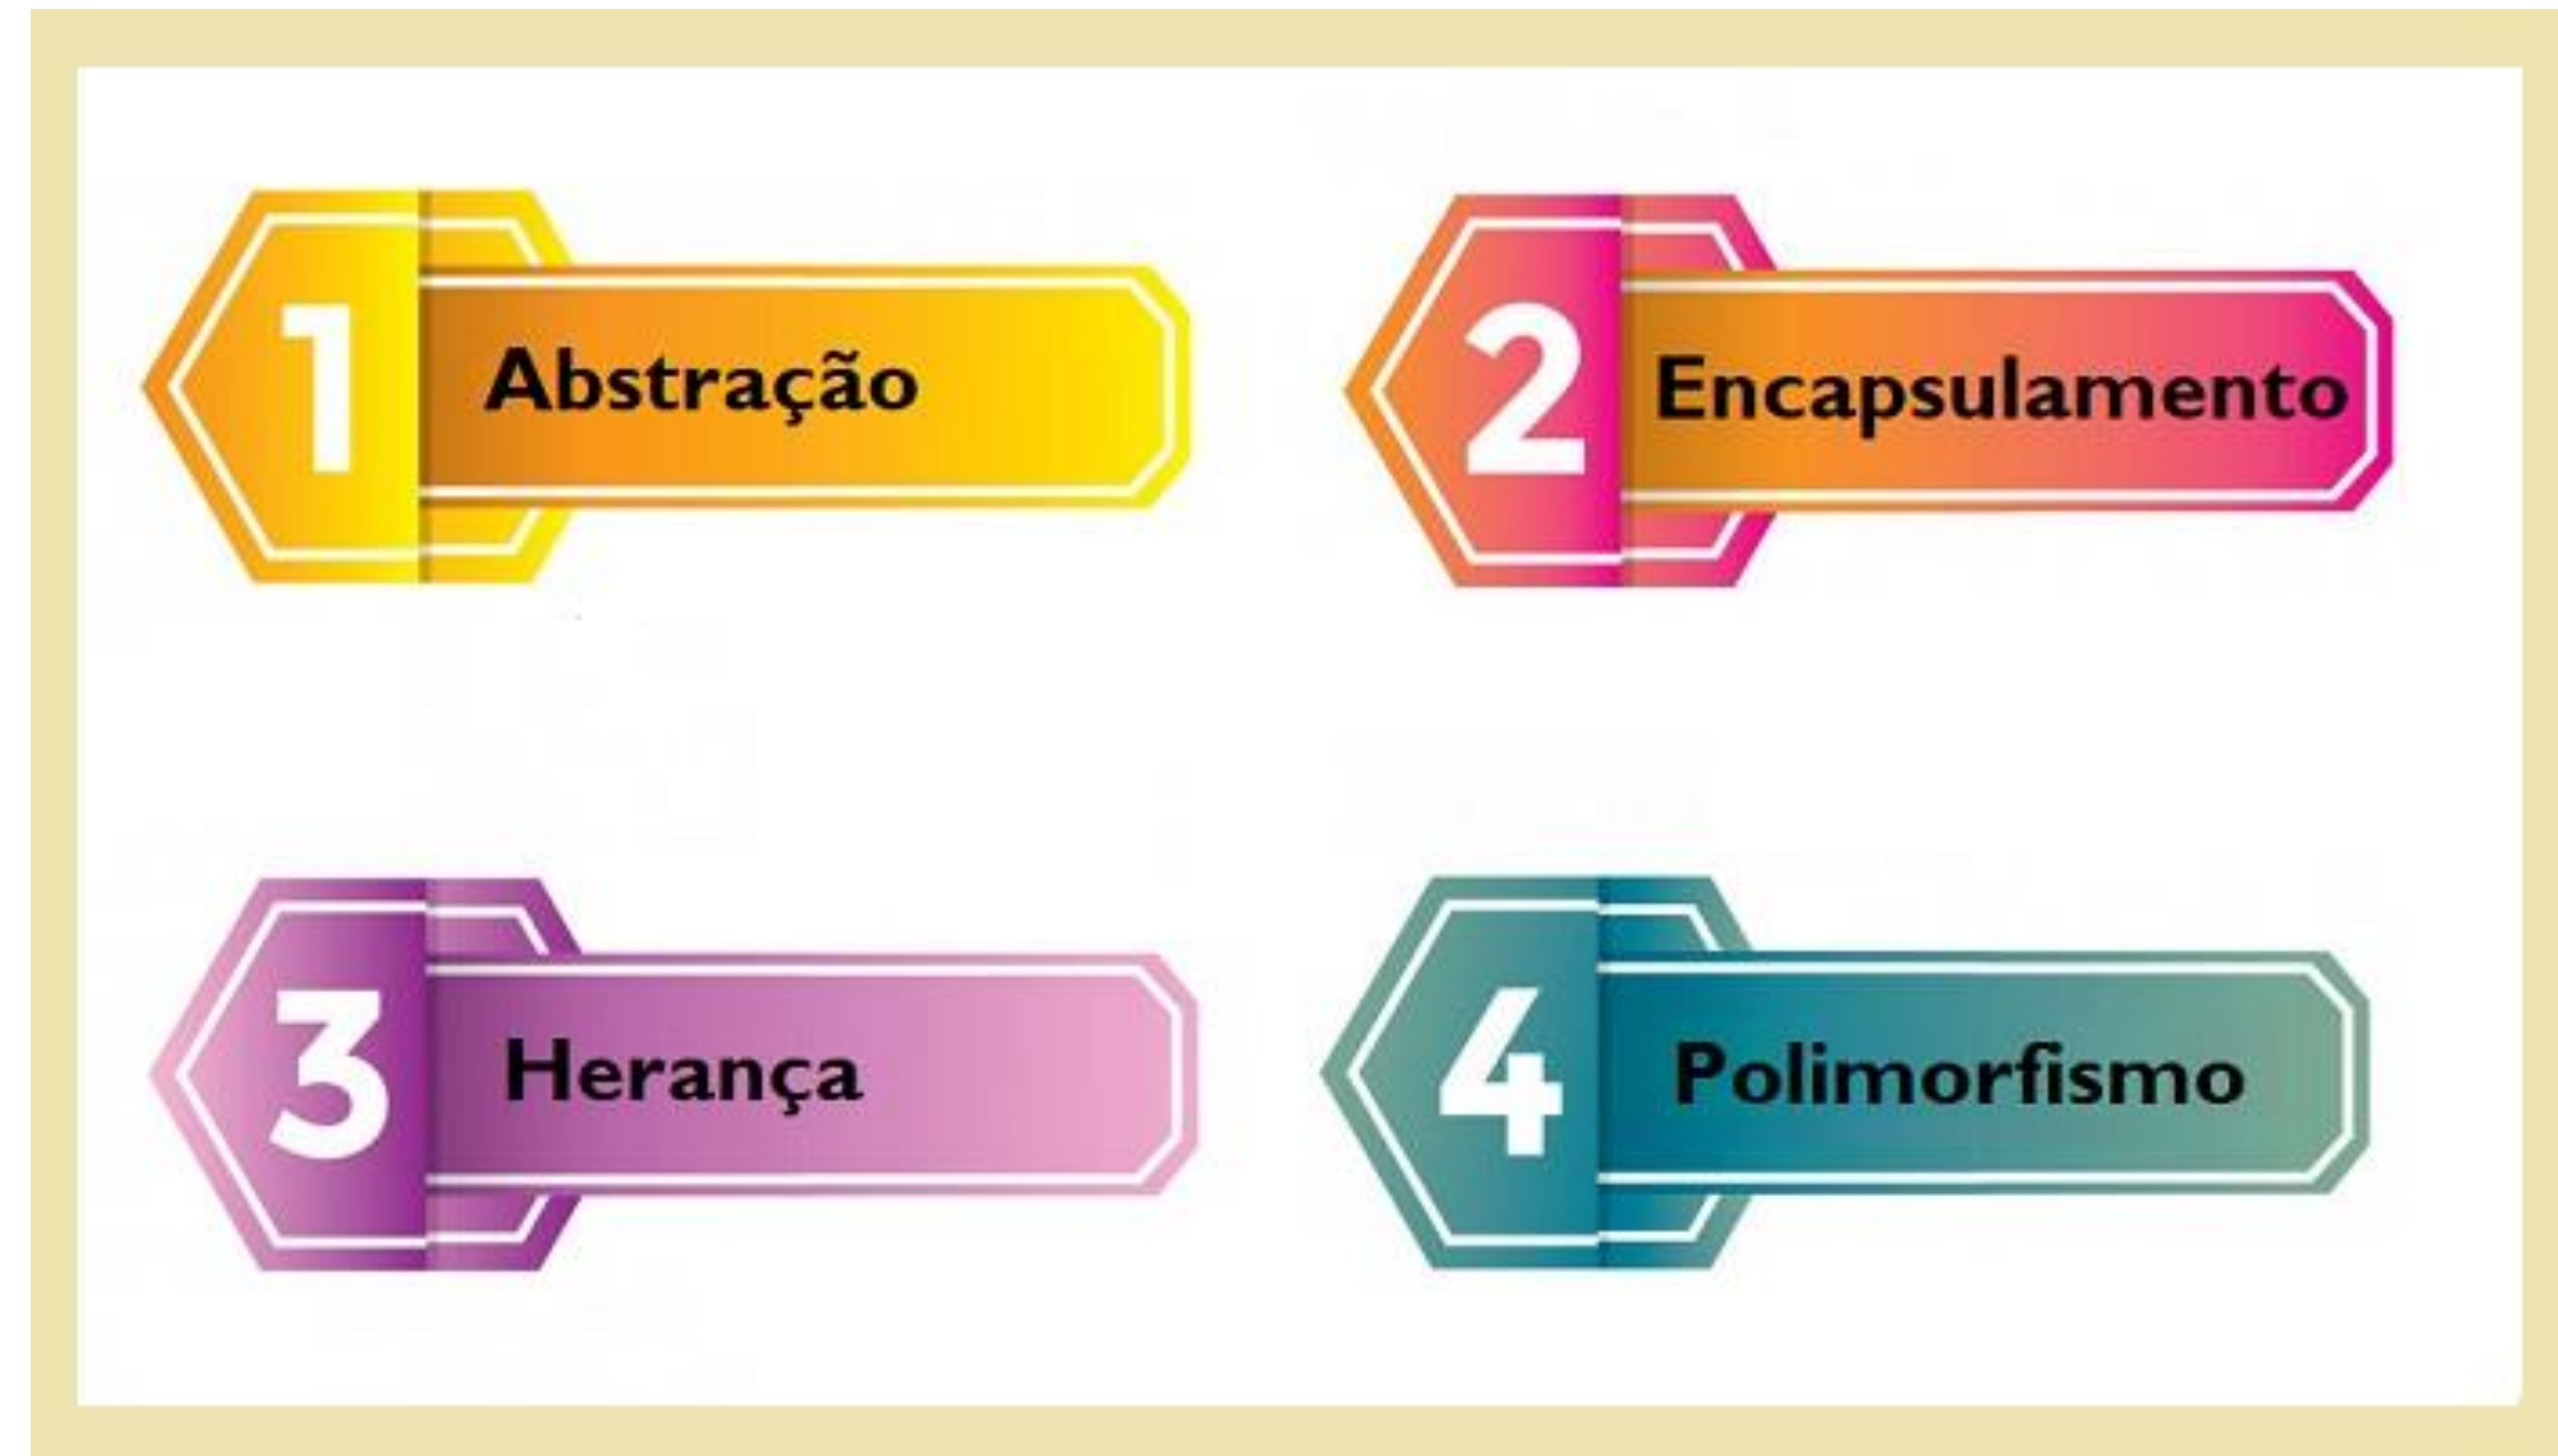 1 Abstração
2 Encapsulamento
3 Herança
4 Polimorfismo